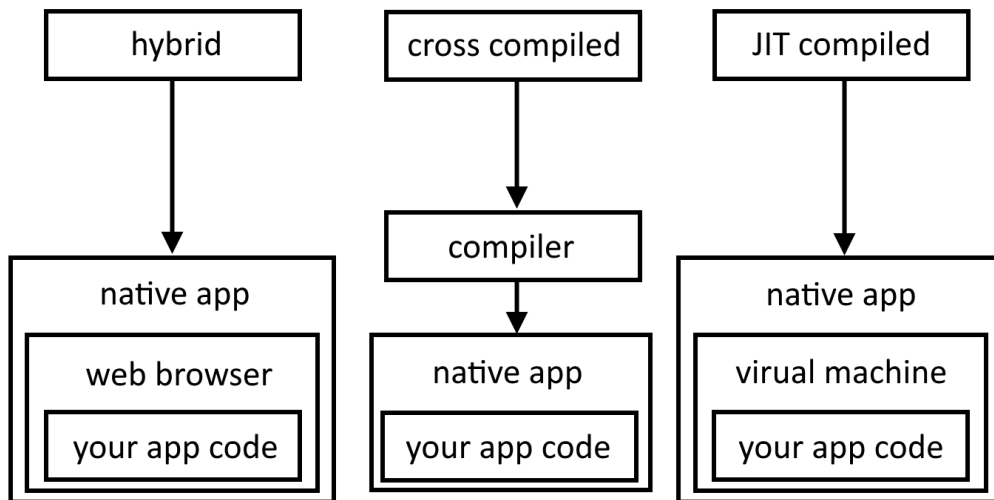 hybrid
cross compiled
JIT compiled
compiler
native app
web browser
your app code
native app
your app code
native app
virual machine
your app code